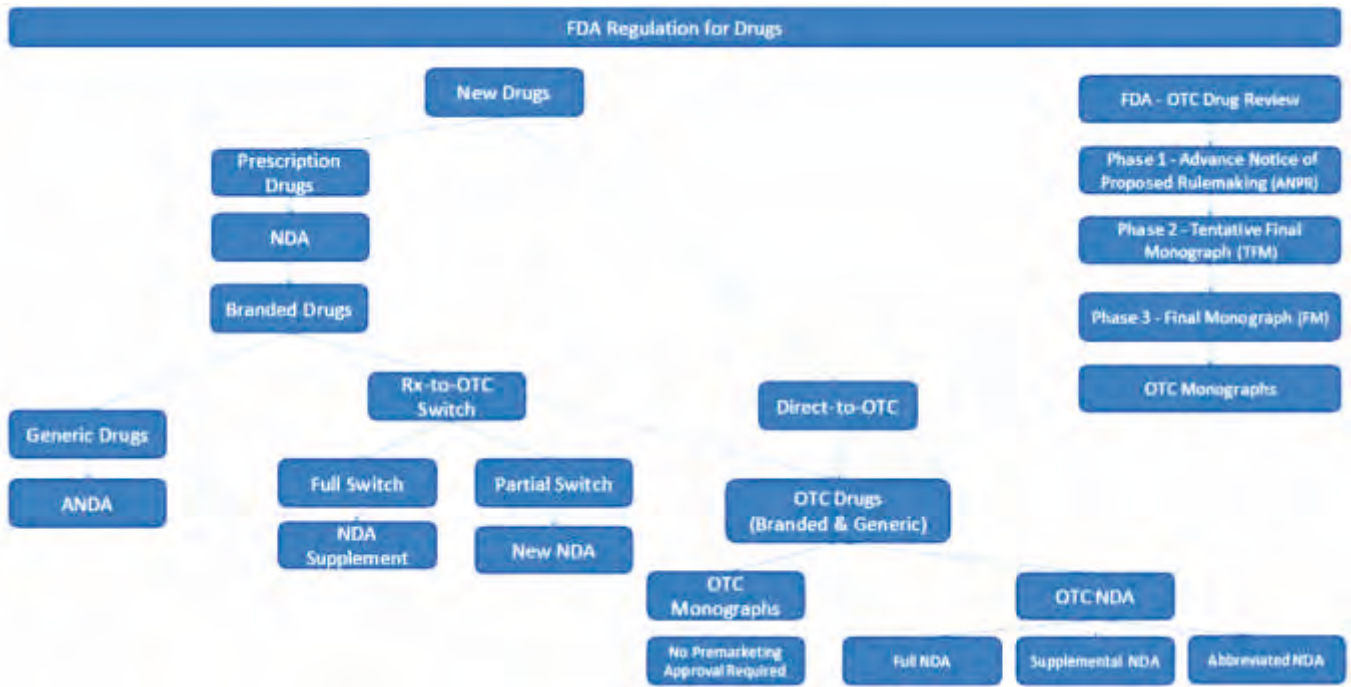 FDA Regulation for Drugs
New Drugs
FDA - OTC Drug Review
Prescription
Drugs
Phase 1 - Advance Notice of
Proposed Rulemaking (ANPR)
NDA
Phase 2 - Tentative Final
Monograph (TFM)
Branded Drugs
Phase 3 - Final Monograph (FM)
Rx-to-OTC
Switch
Direct-to-OTC
OTC Monographs
Generic Drugs
Full Switch
Partial Switch
ANDA
OTC Drugs
(Branded & Generic)
NDA
Supplement
New NDA
OTC
Monographs
OTC NDA
No Premarketing
Approval Required
Full NDA
Supplemental NDA
Abbreviated NDA